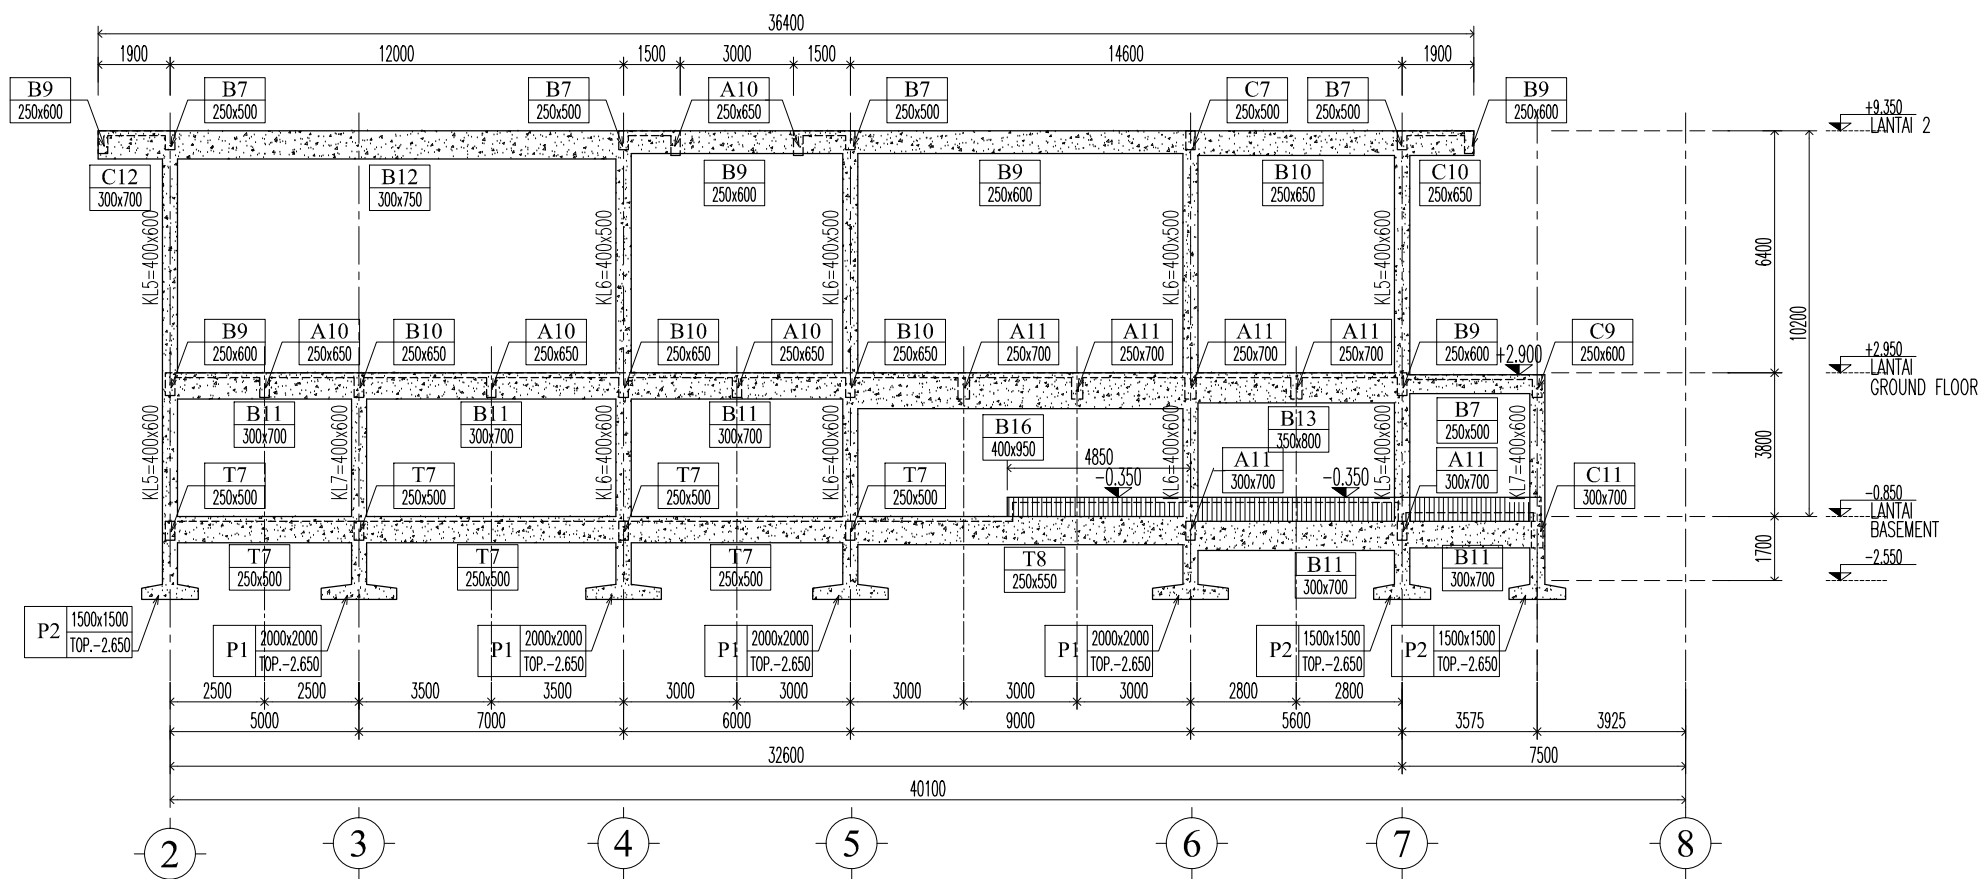 36400
1900 12000 1500 3000 1500 14600 1900
B9 B7 B7 A10 B7 C7 B7 B9
250x600 250x500 250x500 250x650 250x500 250x500 250x500 250x600
+9.350
LANTAI 2
C12 B12 B9 B9 B10 C10
300x700 300x750 250x600 250x600 250x650 250x650
KL5=400x600 KL6=400x500 KL6=400x500 KL6=400x500 KL5=400x600
6400
10200
B9 A10 B10 A10 B10 A10 B10 A11 A11 A11 A11 B9 C9
250x600 250x650 250x650 250x650 250x650 250x650 250x650 250x700 250x700 250x700 250x700 250x600 250x600
+2.900
+2.950
LANTAI
GROUND FLOOR
B11 B11 B11 B16 B13 B7
300x700 300x700 300x700 400x950 350x800 250x500
KL5=400x600 KL7=400x600 KL6=400x600 KL6=400x600 KL6=400x600 KL5=400x600 KL7=400x600
3800
4850
T7 T7 T7 T7 A11 A11 C11
250x500 250x500 250x500 250x500 300x700 300x700 300x700
-0.350 -0.350
-0.850
LANTAI
BASEMENT
T7 T7 T7 T8 B11 B11
250x500 250x500 250x500 250x550 300x700 300x700
1700
-2.550
P2 1500x1500
TOP.-2.650
P1 2000x2000
TOP.-2.650
P1 2000x2000
TOP.-2.650
P1 2000x2000
TOP.-2.650
P1 2000x2000
TOP.-2.650
P2 1500x1500
TOP.-2.650
P2 1500x1500
TOP.-2.650
2500 2500 3500 3500 3000 3000 3000 3000 3000 2800 2800
5000 7000 6000 9000 5600 3575 3925
32600 7500
40100
2 3 4 5 6 7 8